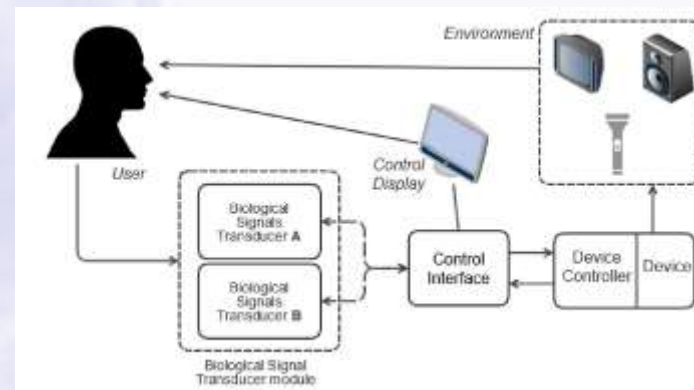 Environment
User
Control
Display
Biological
Signals
Transducer A
Biological
Signals
Transducer B
Control
Interface
Device
Controller
Device
Biological Signal
Transducer module